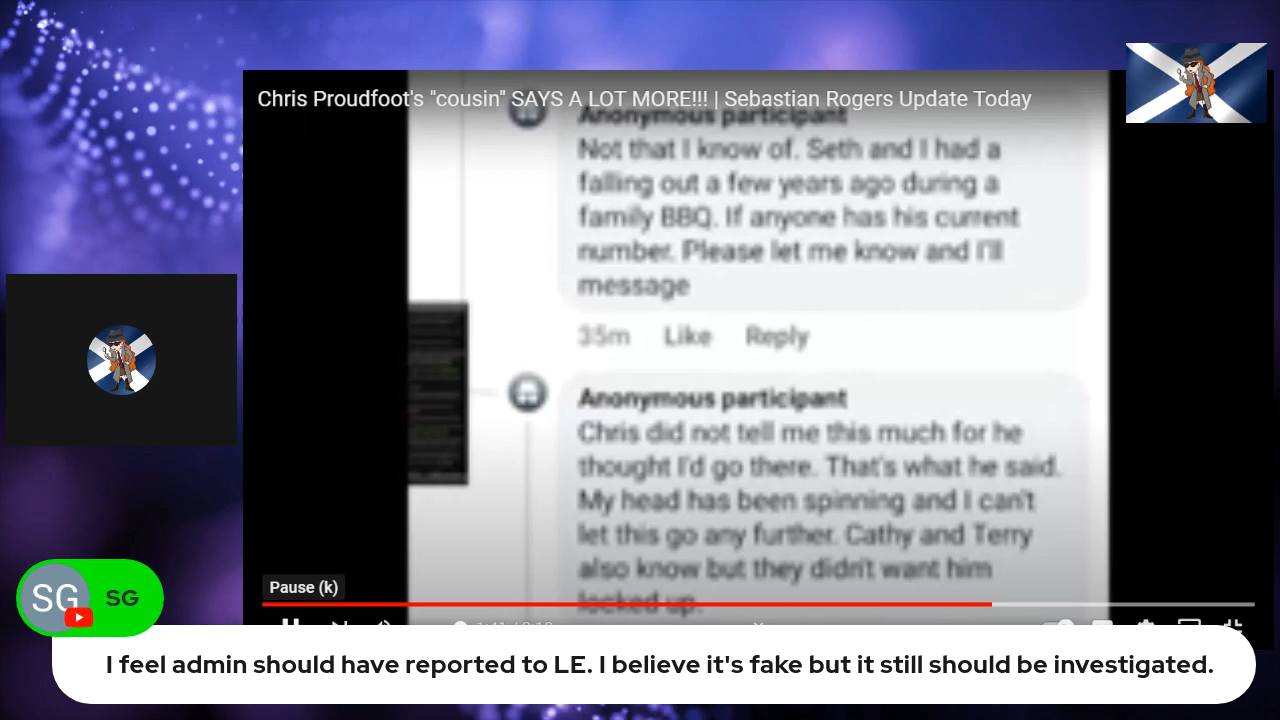 Chris Proudfoot's "cousin" SAYS A LOT MORE!!! | Sebastian Rogers Update Today
Anonymous participant
Not that I know of. Seth and I had a
falling out a few years ago during a
family BBQ. If anyone has his current
number. Please let me know and I'll
message
35m Like Reply
Anonymous participant
Chris did not tell me this much for he
thought I'd go there. That's what he said.
My head has been spinning and I can't
let this go any further. Cathy and Terry
also know but they didn't want him
locked up.
Pause (k)
SG SG
I feel admin should have reported to LE. I believe it's fake but it still should be investigated.